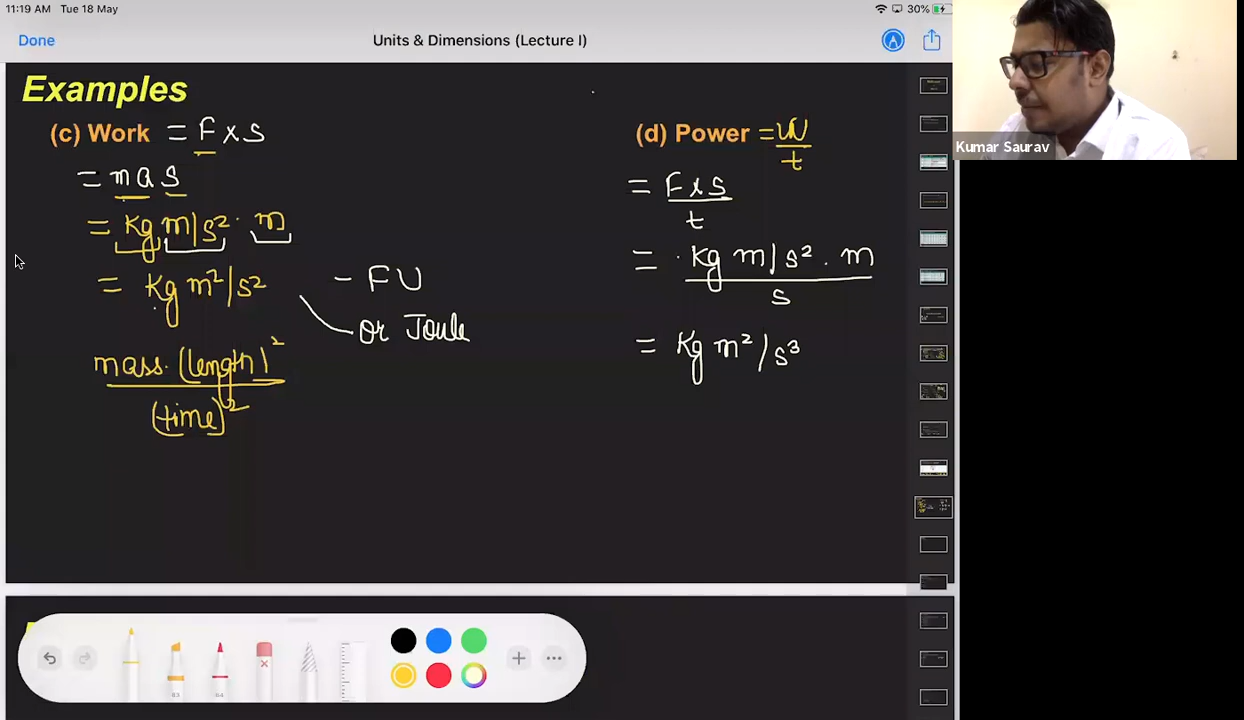 11:19 AM Tue 18 May
30%
Done
Units & Dimensions (Lecture I)
Kumar Saurav
Examples
(c) Work = F x S
= ma S
= Kg m/s² · m
= Kg m²/s²
- FU
or Joule
mass · (length)²
(time)²
(d) Power = W
t
= F x S
t
= Kg m/s² · m
s
= Kg m²/s³